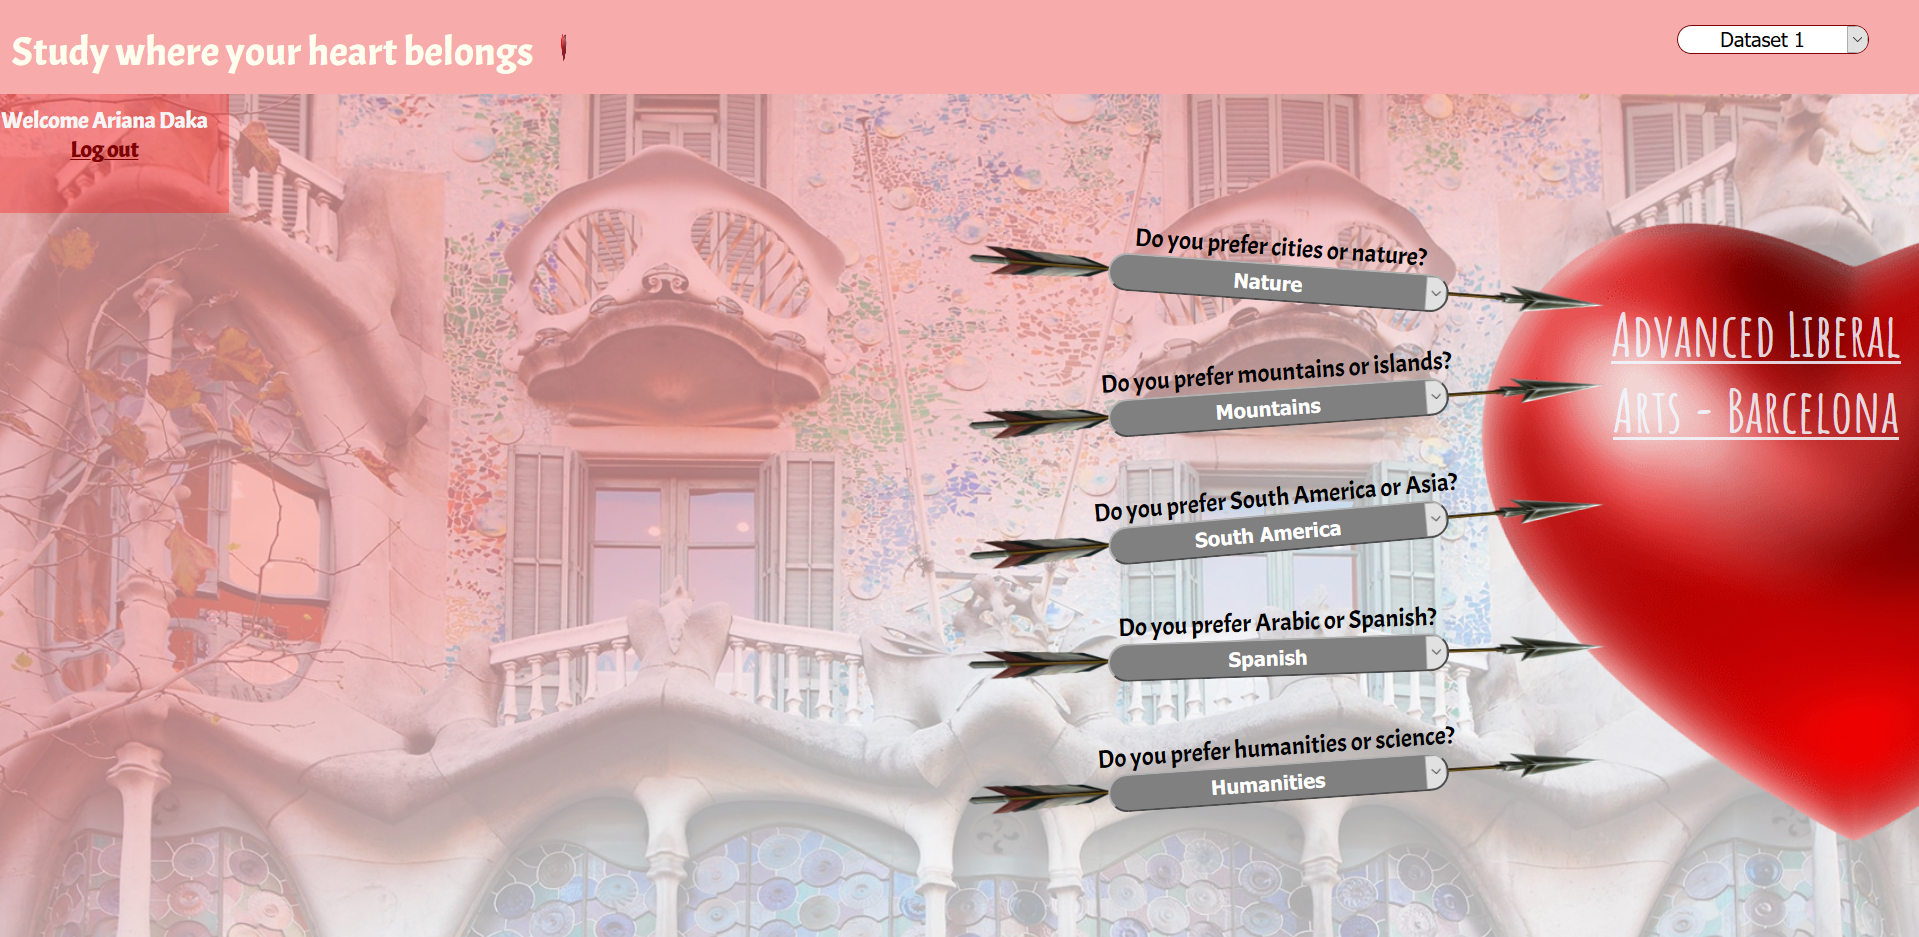 Study where your heart belongs
Dataset 1
Welcome Ariana Daka
Log out
Do you prefer cities or nature?
Nature
Do you prefer mountains or islands?
Mountains
Do you prefer South America or Asia?
South America
Do you prefer Arabic or Spanish?
Spanish
Do you prefer humanities or science?
Humanities
Advanced Liberal
Arts - Barcelona